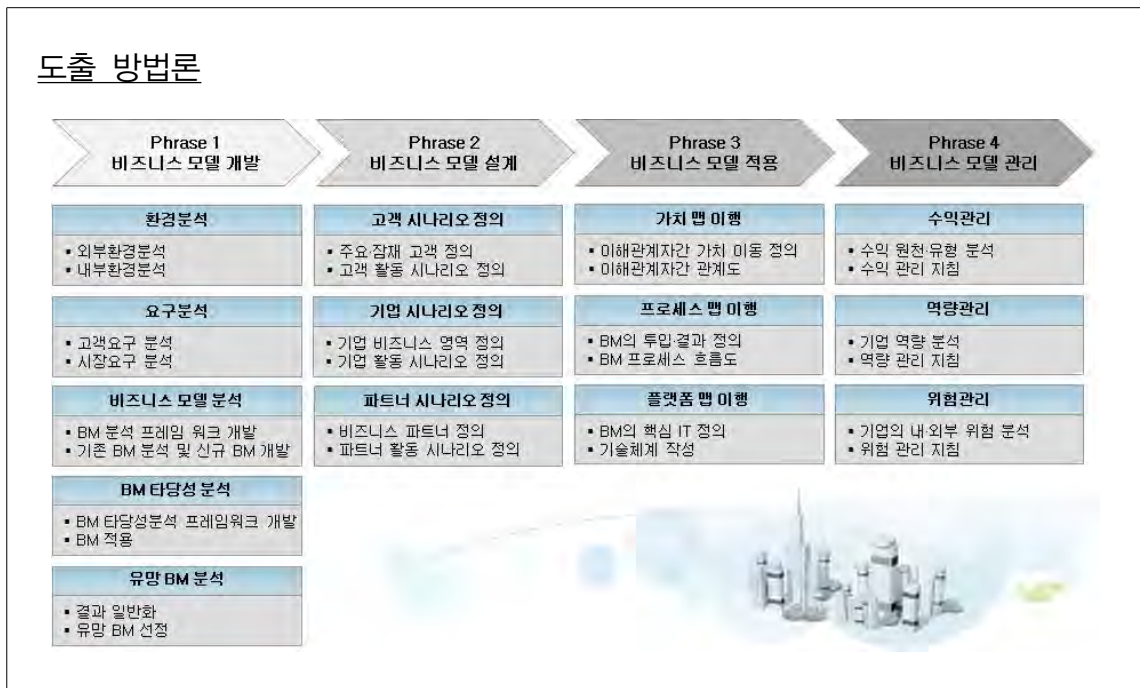 도출 방법론
Phrase 1
비즈니스 모델 개발
Phrase 2
비즈니스 모델 설계
Phrase 3
비즈니스 모델 적용
Phrase 4
비즈니스 모델 관리
환경분석
▪ 외부환경분석
▪ 내부환경분석
요구분석
▪ 고객요구 분석
▪ 시장요구 분석
비즈니스 모델 분석
▪ BM 분석 프레임 워크 개발
▪ 기존 BM 분석 및 신규 BM 개발
BM 타당성 분석
▪ BM 타당성분석 프레임워크 개발
▪ BM 적용
유망 BM 분석
▪ 결과 일반화
▪ 유망 BM 선정
고객 시나리오 정의
▪ 주요·잠재 고객 정의
▪ 고객 활동 시나리오 정의
기업 시나리오 정의
▪ 기업 비즈니스 영역 정의
▪ 기업 활동 시나리오 정의
파트너 시나리오 정의
▪ 비즈니스 파트너 정의
▪ 파트너 활동 시나리오 정의
가치 맵 이행
▪ 이해관계자간 가치 이동 정의
▪ 이해관계자간 관계도
프로세스 맵 이행
▪ BM의 투입·결과 정의
▪ BM 프로세스 흐름도
플랫폼 맵 이행
▪ BM의 핵심 IT 정의
▪ 기술체계 작성
수익관리
▪ 수익 원천·유형 분석
▪ 수익 관리 지침
역량관리
▪ 기업 역량 분석
▪ 역량 관리 지침
위험관리
▪ 기업의 내·외부 위험 분석
▪ 위험 관리 지침